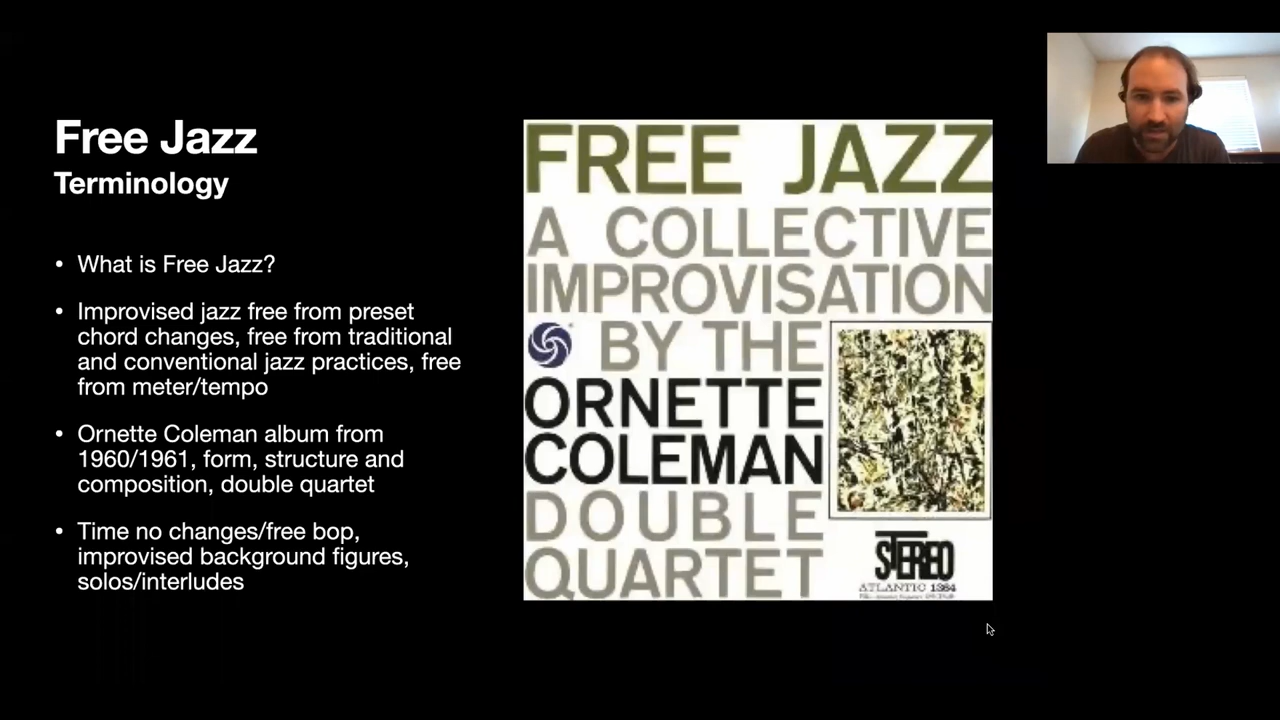 Free Jazz
Terminology
• What is Free Jazz?
• Improvised jazz free from preset
chord changes, free from traditional
and conventional jazz practices, free
from meter/tempo
• Ornette Coleman album from
1960/1961, form, structure and
composition, double quartet
• Time no changes/free bop,
improvised background figures,
solos/interludes
FREE JAZZ
A COLLECTIVE
IMPROVISATION
BY THE
ORNETTE
COLEMAN
DOUBLE
QUARTET
STEREO
ATLANTIC 1364